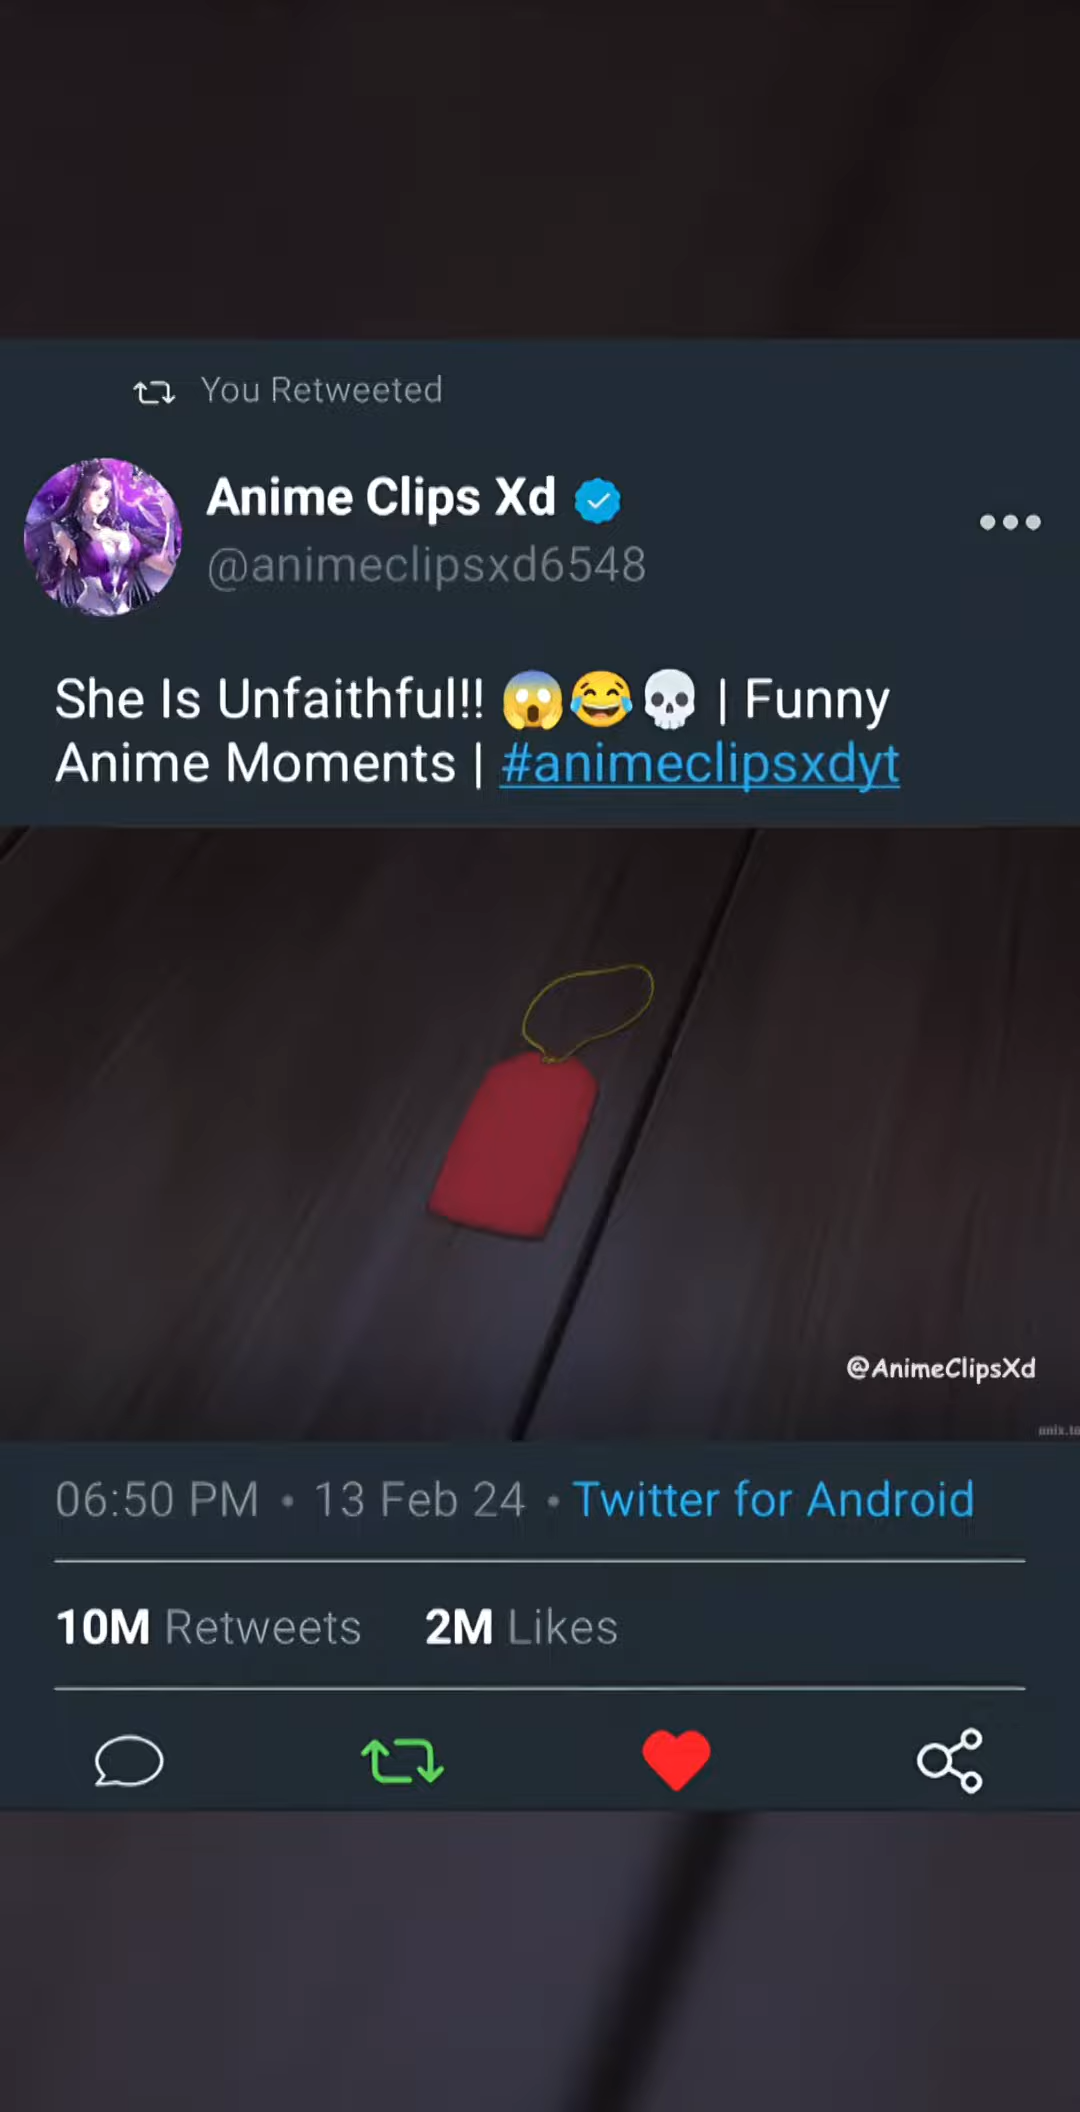 You Retweeted
Anime Clips Xd
@animeclipsxd6548
She Is Unfaithful!! 😱😂💀 | Funny
Anime Moments | #animeclipsxdyt
@AnimeClipsXd
06:50 PM • 13 Feb 24 • Twitter for Android
10M Retweets 2M Likes